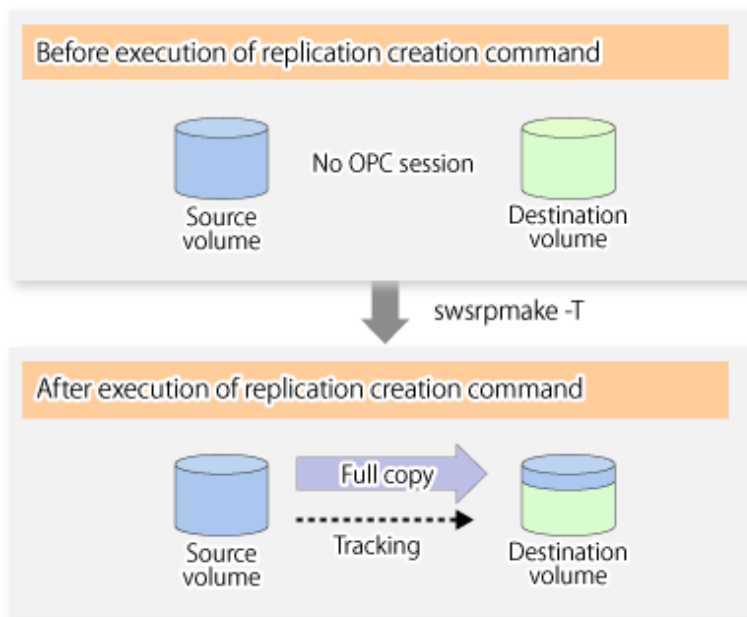 Before execution of replication creation command
No OPC session
Source
volume
Destination
volume
swsrpmake -T
After execution of replication creation command
Full copy
Tracking
Source
volume
Destination
volume